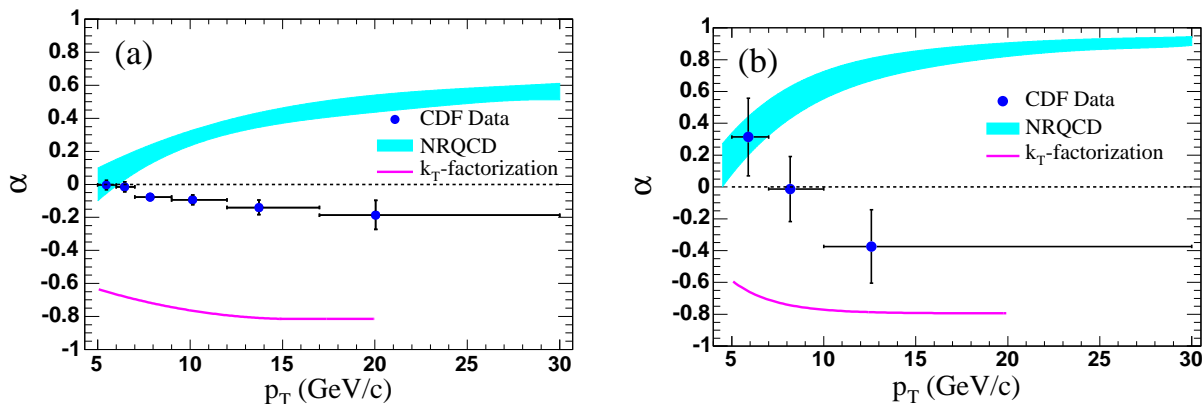 (a)
1
0.8
0.6
0.4
0.2
0
-0.2
-0.4
-0.6
-0.8
-1
α
CDF Data
NRQCD
k_T-factorization
5 10 15 20 25 30
p_T (GeV/c)
(b)
1
0.8
0.6
0.4
0.2
0
-0.2
-0.4
-0.6
-0.8
-1
α
CDF Data
NRQCD
k_T-factorization
5 10 15 20 25 30
p_T (GeV/c)